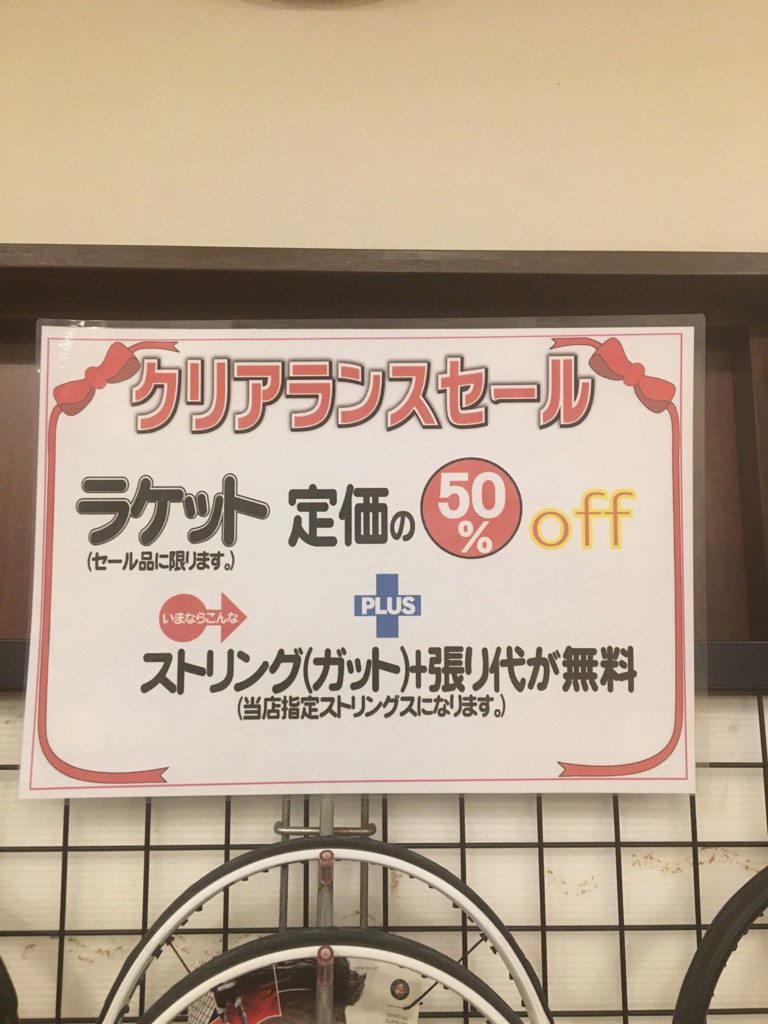 クリアランスセール
ラケット 定価の 50% off
(セール品に限ります。)
いまならこんな
PLUS
ストリング(ガット)+張り代が無料
(当店指定ストリングスになります。)
OFFICIAL